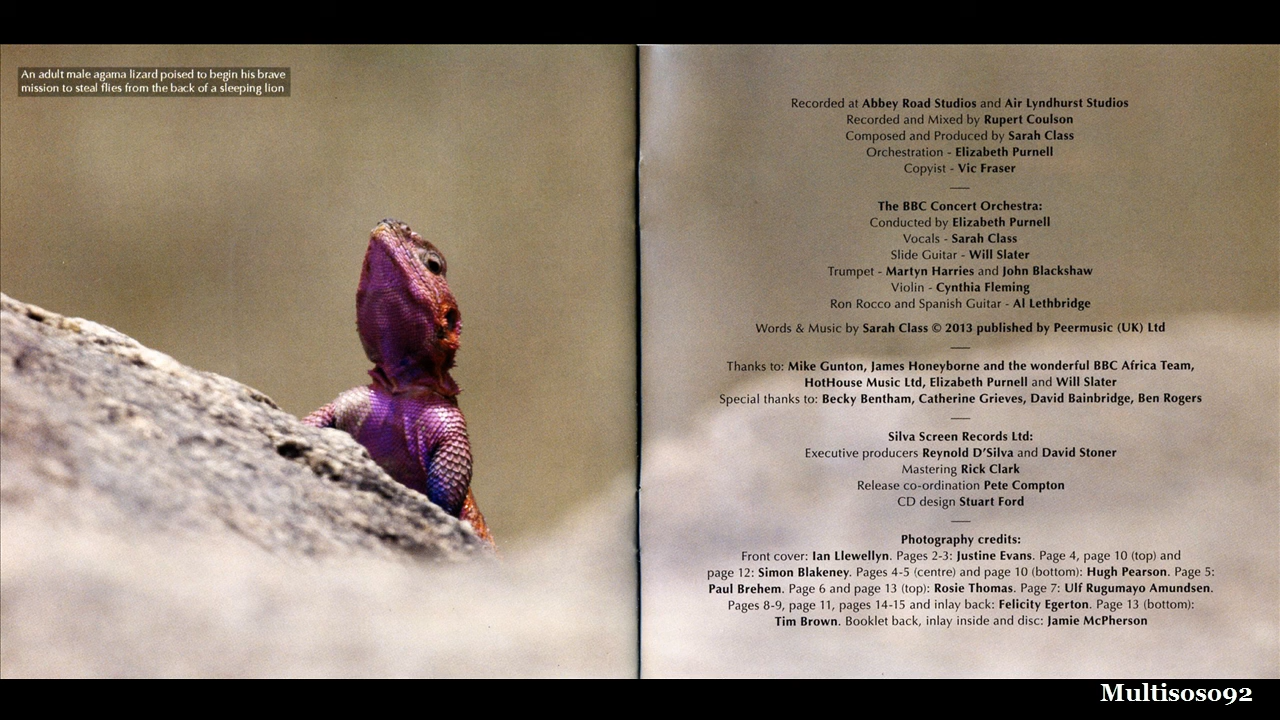 An adult male agama lizard poised to begin his brave
mission to steal flies from the back of a sleeping lion
Recorded at Abbey Road Studios and Air Lyndhurst Studios
Recorded and Mixed by Rupert Coulson
Composed and Produced by Sarah Class
Orchestration - Elizabeth Purnell
Copyist - Vic Fraser
The BBC Concert Orchestra:
Conducted by Elizabeth Purnell
Vocals - Sarah Class
Slide Guitar - Will Slater
Trumpet - Martyn Harries and John Blackshaw
Violin - Cynthia Fleming
Ron Rocco and Spanish Guitar - Al Lethbridge
Words & Music by Sarah Class © 2013 published by Peermusic (UK) Ltd
Thanks to: Mike Gunton, James Honeyborne and the wonderful BBC Africa Team,
HotHouse Music Ltd, Elizabeth Purnell and Will Slater
Special thanks to: Becky Bentham, Catherine Grieves, David Bainbridge, Ben Rogers
Silva Screen Records Ltd:
Executive producers Reynold D'Silva and David Stoner
Mastering Rick Clark
Release co-ordination Pete Compton
CD design Stuart Ford
Photography credits:
Front cover: Ian Llewellyn. Pages 2-3: Justine Evans. Page 4, page 10 (top) and
page 12: Simon Blakeney. Pages 4-5 (centre) and page 10 (bottom): Hugh Pearson. Page 5:
Paul Brehem. Page 6 and page 13 (top): Rosie Thomas. Page 7: Ulf Rugumayo Amundsen.
Pages 8-9, page 11, pages 14-15 and inlay back: Felicity Egerton. Page 13 (bottom):
Tim Brown. Booklet back, inlay inside and disc: Jamie McPherson
Multisoso92